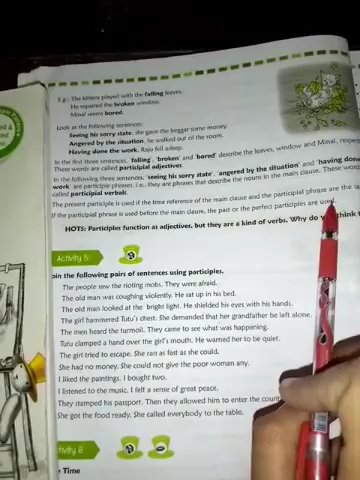 E.g.: The kittens played with the falling leaves.
He repaired the broken window.
Minal seems bored.
Look at the following sentences:
Seeing his sorry state, she gave the beggar some money.
Angered by the situation, he walked out of the room.
Having done the work, Raju fell asleep.
In the first three sentences, 'falling', 'broken' and 'bored' describe the leaves, window and Minal,
These words are called participial adjectives.
In the following three sentences, 'seeing his sorry state', 'angered by the situation' and 'having done
work' are participle phrases, i.e., they are phrases that describe the nouns in the main clause. These
called participial verbals.
The present participle is used if the time reference of the main clause and the participial phrase are the
If the participial phrase is used before the main clause, the past or the perfect participles are used.
HOTS: Participles function as adjectives, but they are a kind of verbs. Why do think
Activity 5:
oin the following pairs of sentences using participles.
The people saw the rioting mobs. They were afraid.
The old man was coughing violently. He sat up in his bed.
The old man looked at the bright light. He shielded his eyes with his hands.
The girl hammered Tutu's chest. She demanded that her grandfather be left alone.
The men heard the turmoil. They came to see what was happening.
Tutu clamped a hand over the girl's mouth. He warned her to be quiet.
The girl tried to escape. She ran as fast as she could.
She had no money. She could not give the poor woman any.
I liked the paintings. I bought two.
I listened to the music. I felt a sense of great peace.
They stamped his passport. Then they allowed him to enter the
She got the food ready. She called everybody to the table.
Time